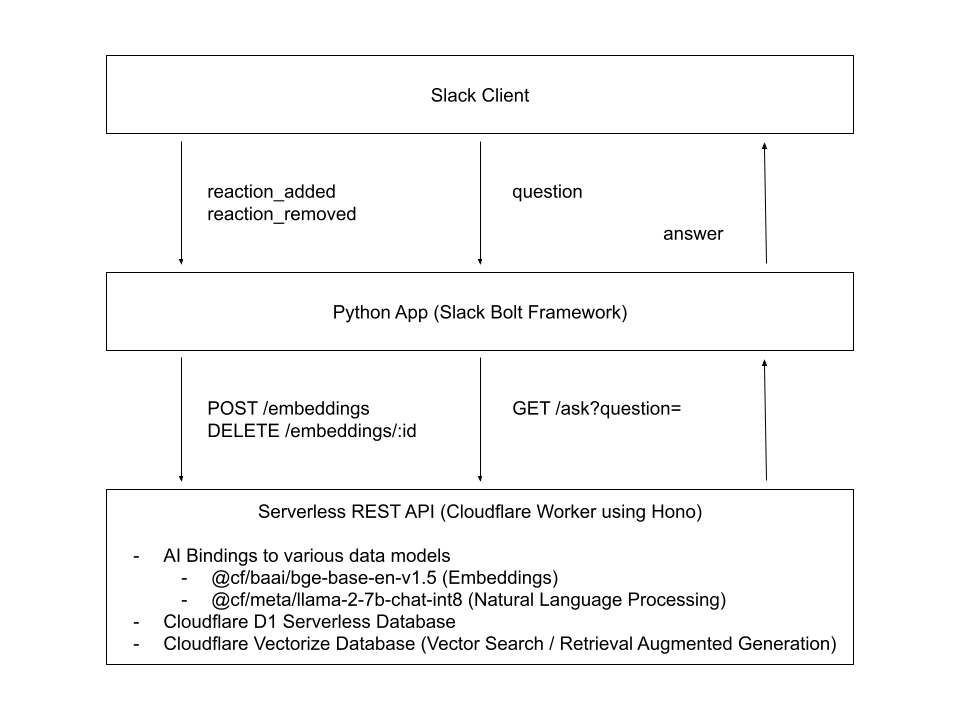 Slack Client
reaction_added
reaction_removed
question
answer
Python App (Slack Bolt Framework)
POST /embeddings
DELETE /embeddings/:id
GET /ask?question=
Serverless REST API (Cloudflare Worker using Hono)
- AI Bindings to various data models
- @cf/baai/bge-base-en-v1.5 (Embeddings)
- @cf/meta/llama-2-7b-chat-int8 (Natural Language Processing)
- Cloudflare D1 Serverless Database
- Cloudflare Vectorize Database (Vector Search / Retrieval Augmented Generation)